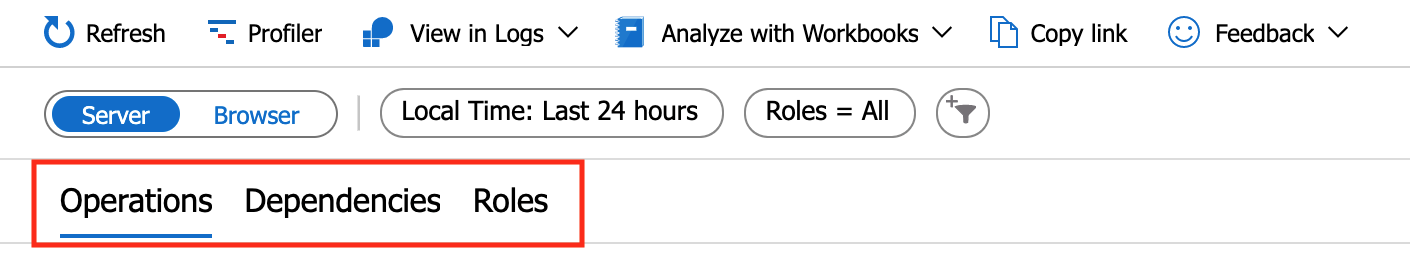 Refresh Profiler View in Logs Analyze with Workbooks Copy link Feedback
Server Browser Local Time: Last 24 hours Roles = All
Operations Dependencies Roles